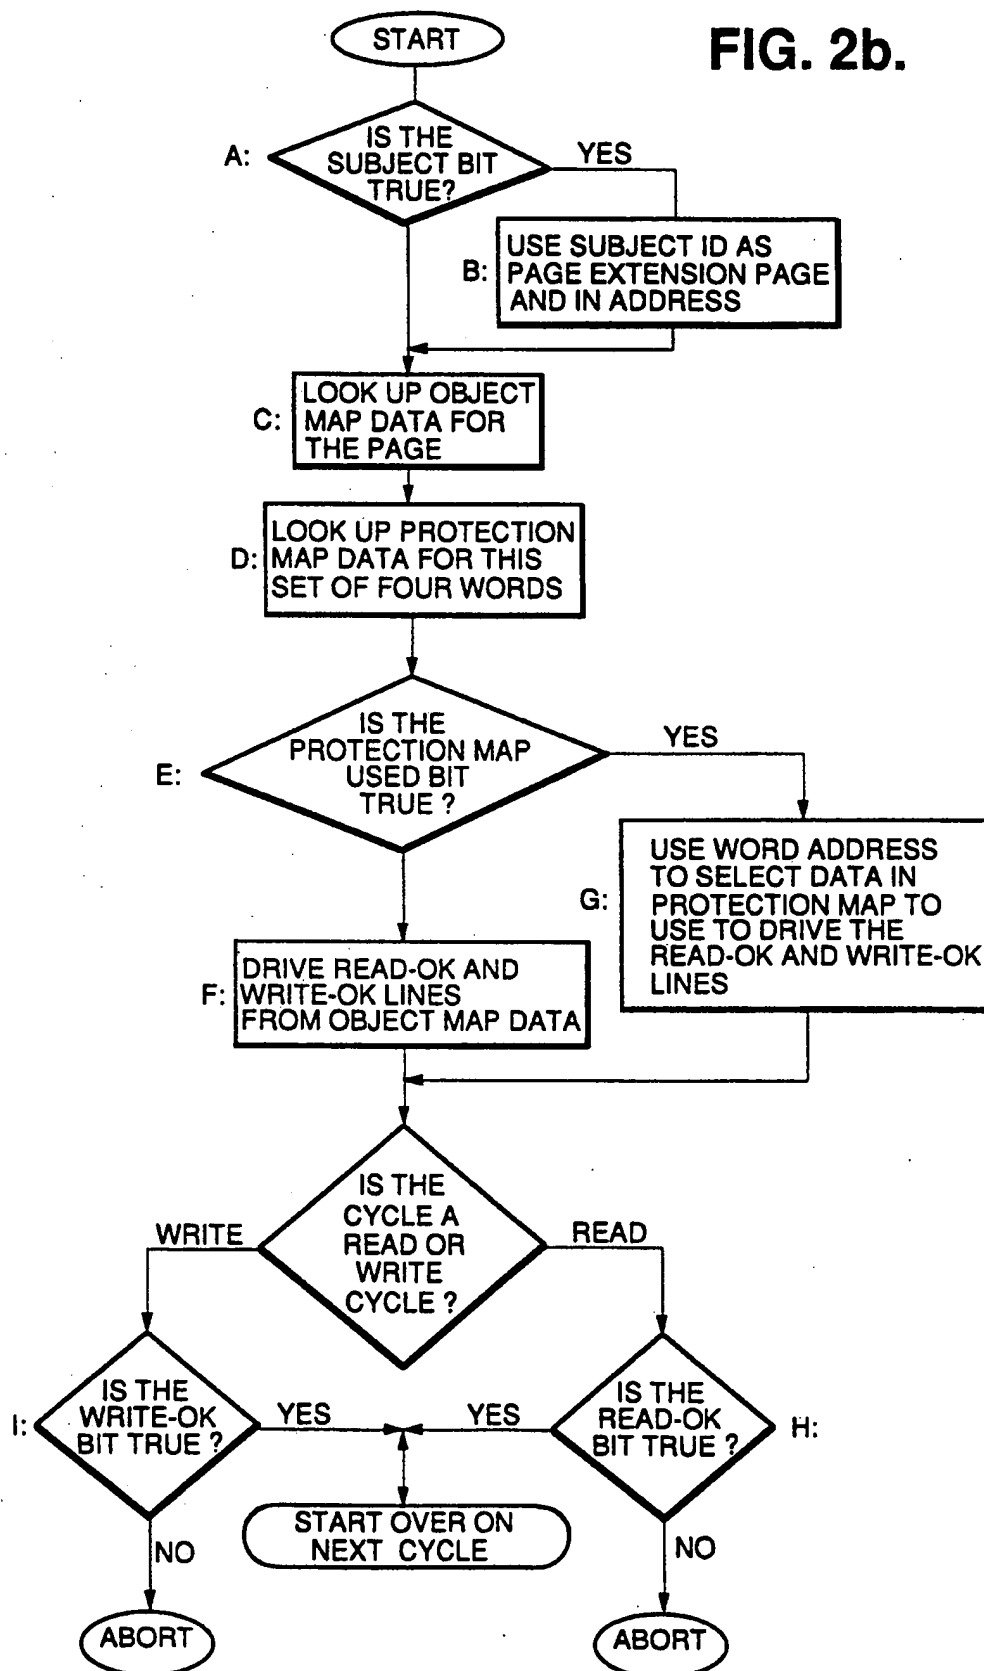 START
FIG. 2b.
A:
IS THE
SUBJECT BIT
TRUE?
YES
B:
USE SUBJECT ID AS
PAGE EXTENSION PAGE
AND IN ADDRESS
C:
LOOK UP OBJECT
MAP DATA FOR
THE PAGE
D:
LOOK UP PROTECTION
MAP DATA FOR THIS
SET OF FOUR WORDS
E:
IS THE
PROTECTION MAP
USED BIT
TRUE ?
YES
G:
USE WORD ADDRESS
TO SELECT DATA IN
PROTECTION MAP TO
USE TO DRIVE THE
READ-OK AND WRITE-OK
LINES
F:
DRIVE READ-OK AND
WRITE-OK LINES
FROM OBJECT MAP DATA
IS THE
CYCLE A
READ OR
WRITE
CYCLE ?
WRITE
READ
I:
IS THE
WRITE-OK
BIT TRUE ?
YES
YES
IS THE
READ-OK
BIT TRUE ?
H:
START OVER ON
NEXT CYCLE
NO
NO
ABORT
ABORT